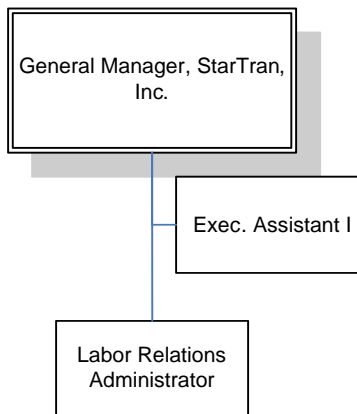 General Manager, StarTran,
Inc.
Exec. Assistant I
Labor Relations
Administrator